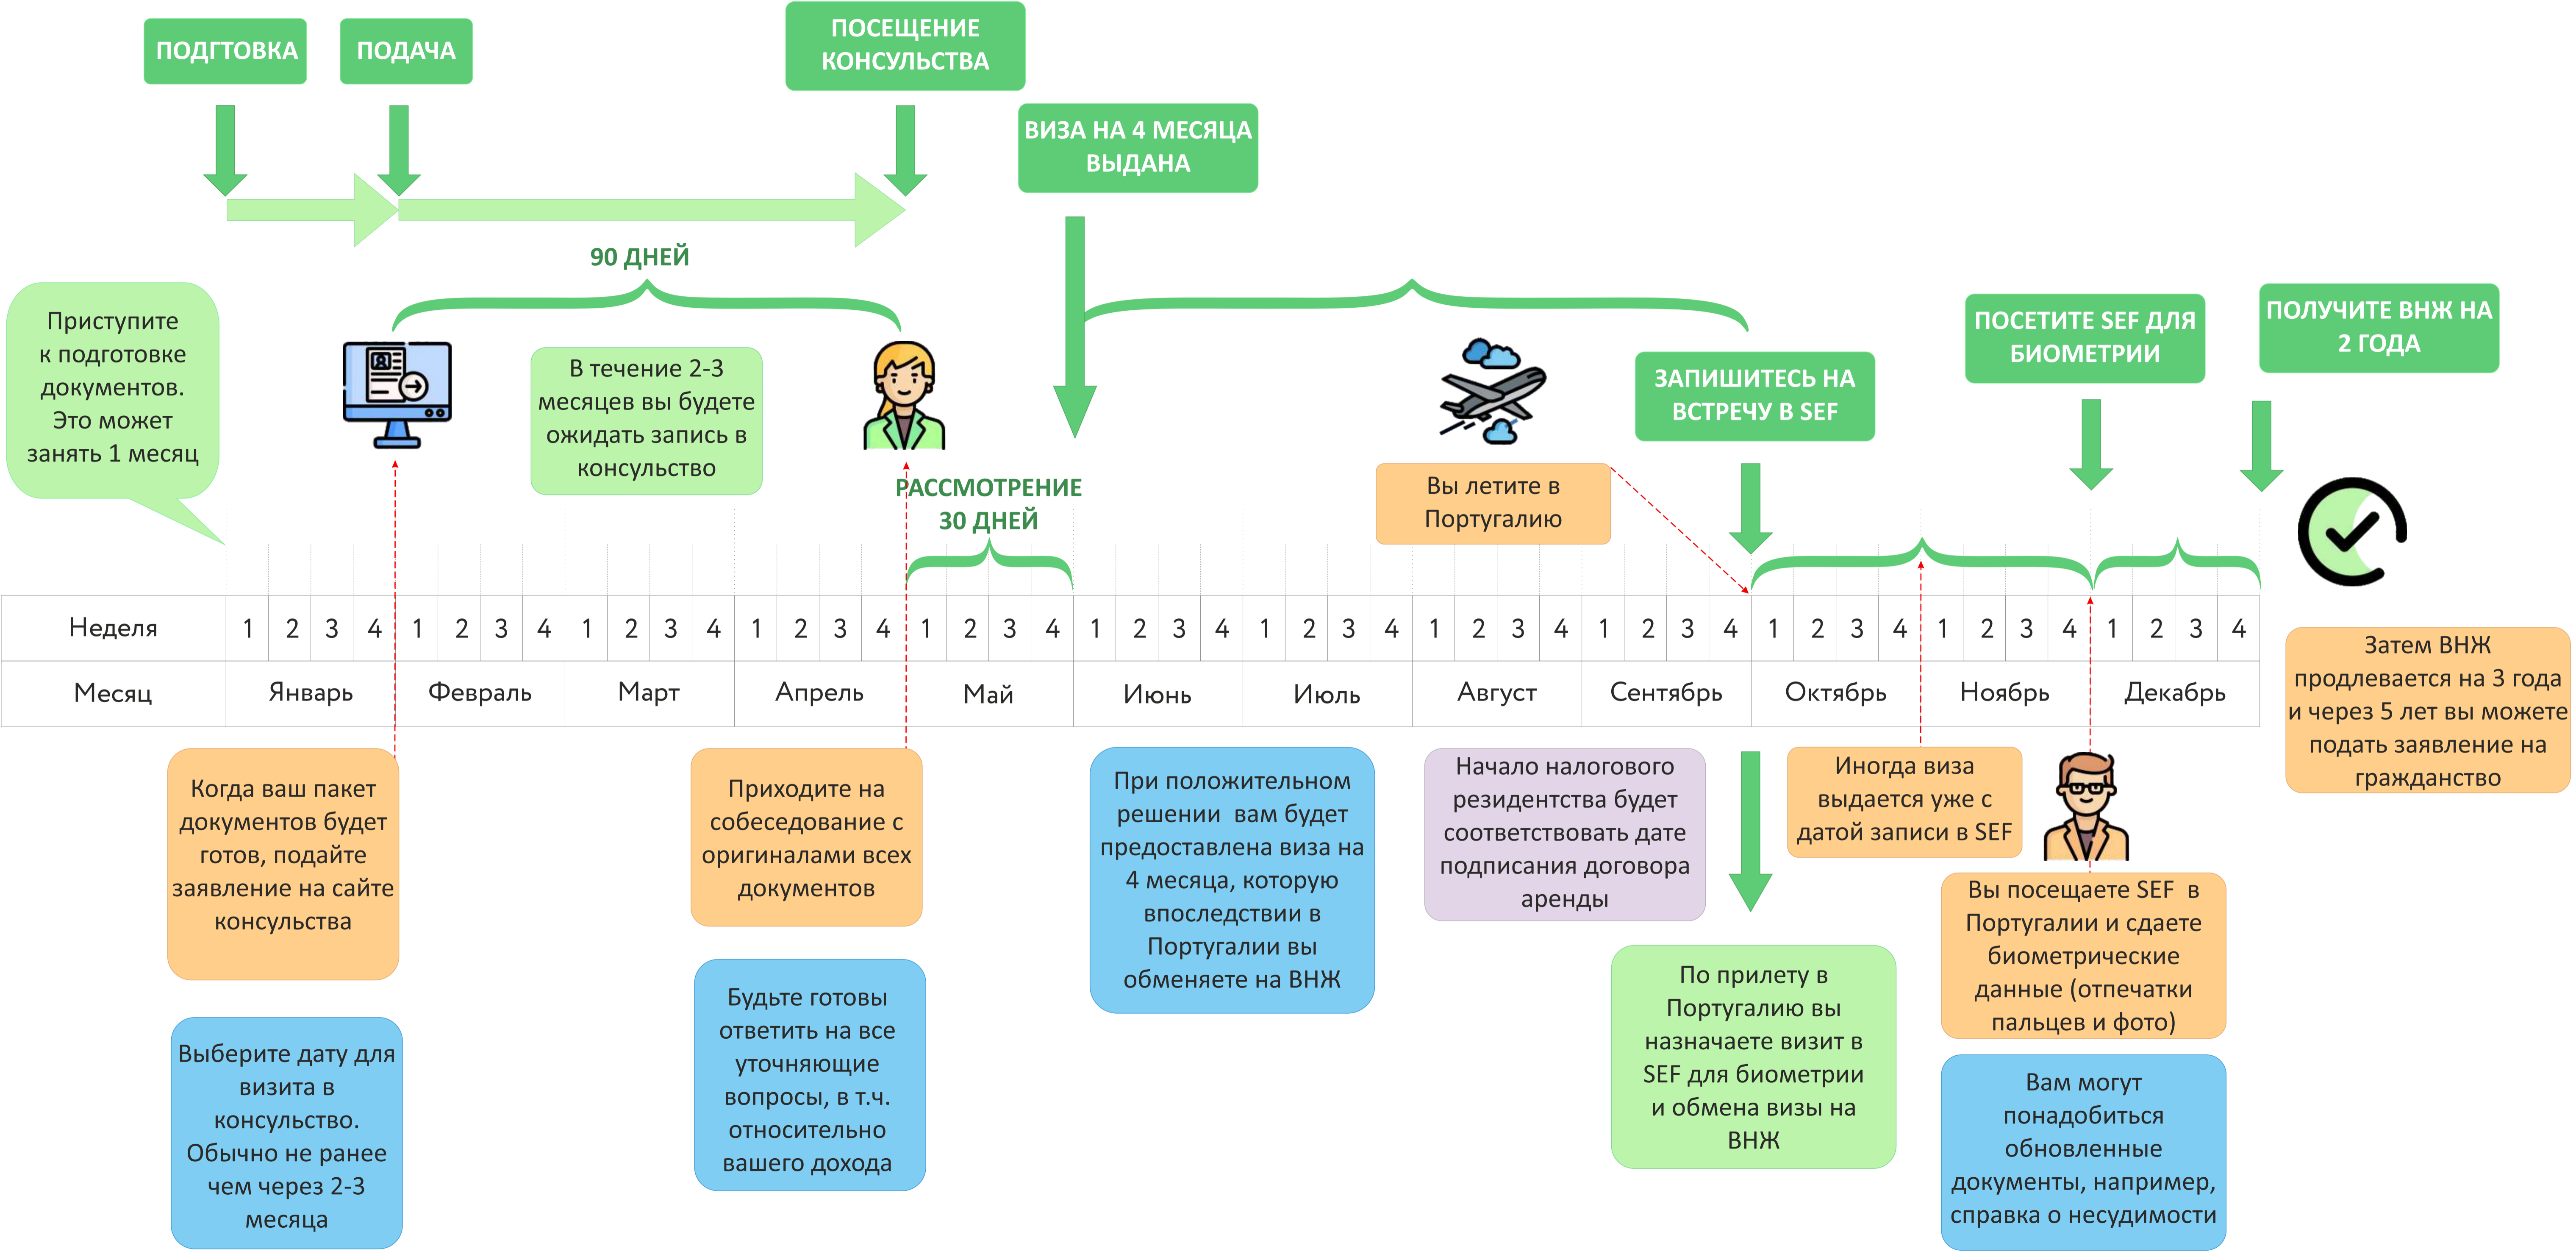 ПОДГТОВКА
ПОДАЧА
ПОСЕЩЕНИЕ
КОНСУЛЬСТВА
ВИЗА НА 4 МЕСЯЦА
ВЫДАНА
90 ДНЕЙ
Приступите
к подготовке
документов.
Это может
занять 1 месяц
В течение 2-3
месяцев вы будете
ожидать запись в
консульство
РАССМОТРЕНИЕ
30 ДНЕЙ
Вы летите в
Португалию
ЗАПИШИТЕСЬ НА
ВСТРЕЧУ В SEF
ПОСЕТИТЕ SEF ДЛЯ
БИОМЕТРИИ
ПОЛУЧИТЕ ВНЖ НА
2 ГОДА
Неделя 1 2 3 4 1 2 3 4 1 2 3 4 1 2 3 4 1 2 3 4 1 2 3 4 1 2 3 4 1 2 3 4 1 2 3 4 1 2 3 4 1 2 3 4 1 2 3 4
Месяц Январь Февраль Март Апрель Май Июнь Июль Август Сентябрь Октябрь Ноябрь Декабрь
Затем ВНЖ
продлевается на 3 года
и через 5 лет вы можете
подать заявление на
гражданство
Когда ваш пакет
документов будет
готов, подайте
заявление на сайте
консульства
Выберите дату для
визита в
консульство.
Обычно не ранее
чем через 2-3
месяца
Приходите на
собеседование с
оригиналами всех
документов
Будьте готовы
ответить на все
уточняющие
вопросы, в т.ч.
относительно
вашего дохода
При положительном
решении вам будет
предоставлена виза на
4 месяца, которую
впоследствии в
Португалии вы
обменяете на ВНЖ
Начало налогового
резидентства будет
соответствовать дате
подписания договора
аренды
По прилету в
Португалию вы
назначаете визит в
SEF для биометрии
и обмена визы на
ВНЖ
Иногда виза
выдается уже с
датой записи в SEF
Вы посещаете SEF в
Португалии и сдаете
биометрические
данные (отпечатки
пальцев и фото)
Вам могут
понадобиться
обновленные
документы, например,
справка о несудимости